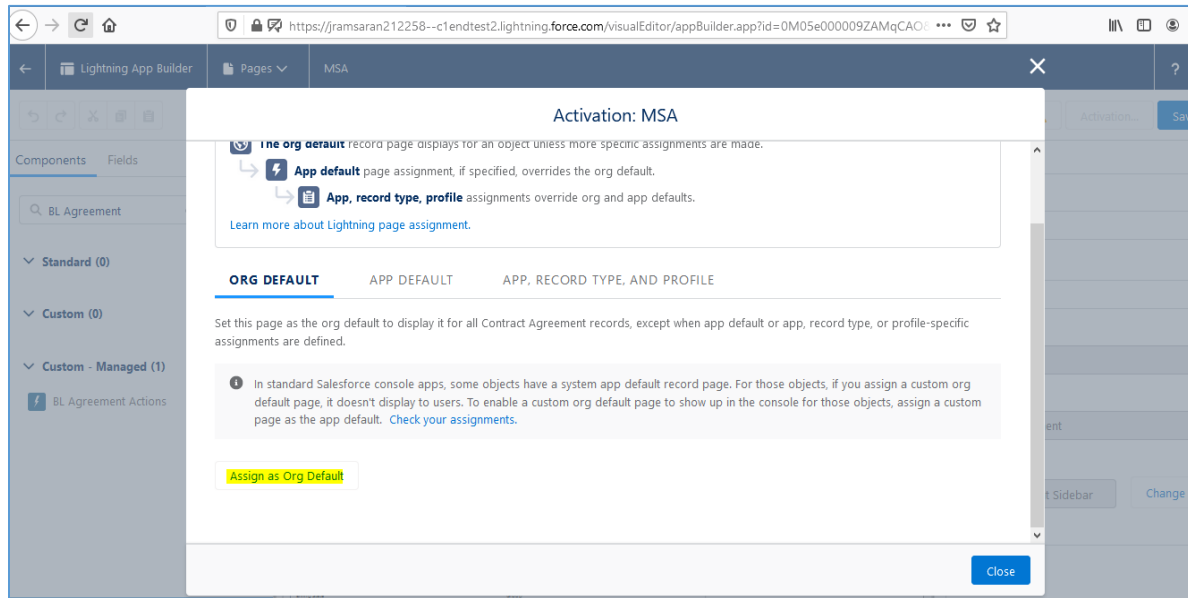 https://jramsaran212258--c1endtest2.lightning.force.com/visualEditor/appBuilder.app?id=0M05e000009ZAMqCAO8
Lightning App Builder
Pages
MSA
?
Activation: MSA
Activation...
Sav
The org default record page displays for an object unless more specific assignments are made.
App default page assignment, if specified, overrides the org default.
App, record type, profile assignments override org and app defaults.
Learn more about Lightning page assignment.
Components Fields
BL Agreement
Standard (0)
Custom (0)
Custom - Managed (1)
BL Agreement Actions
ORG DEFAULT APP DEFAULT APP, RECORD TYPE, AND PROFILE
Set this page as the org default to display it for all Contract Agreement records, except when app default or app, record type, or profile-specific
assignments are defined.
In standard Salesforce console apps, some objects have a system app default record page. For those objects, if you assign a custom org
default page, it doesn't display to users. To enable a custom org default page to show up in the console for those objects, assign a custom
page as the app default. Check your assignments.
ent
Assign as Org Default
t Sidebar
Change
Close